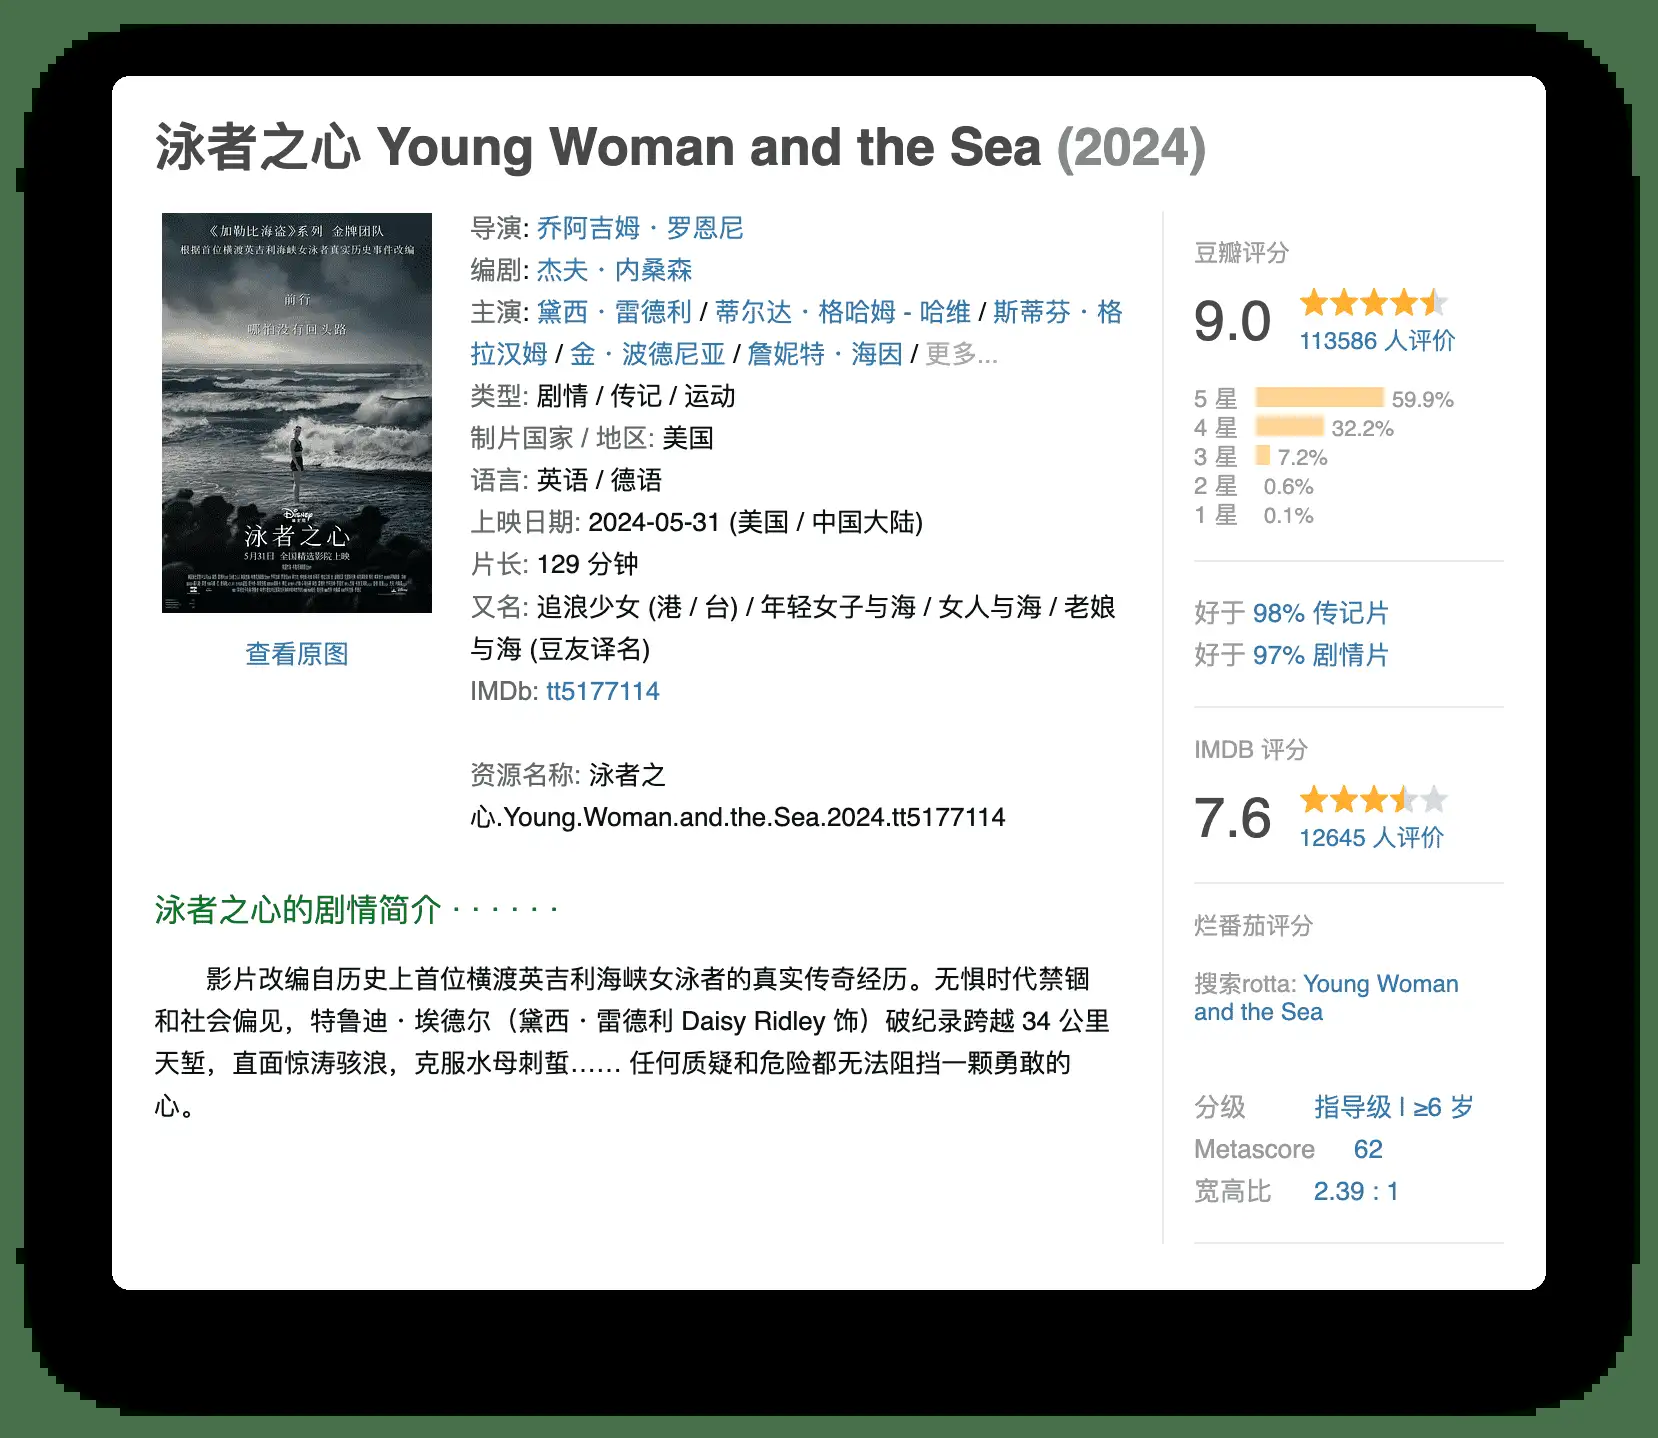 泳者之心 Young Woman and the Sea (2024)
《加勒比海盗》系列 金牌团队
根据首位横渡英吉利海峡女泳者真实历史事件改编
前行
哪怕没有回头路
Disney
泳者之心
5月31日 全国精选影院上映
查看原图
导演: 乔阿吉姆·罗恩尼
编剧: 杰夫·内桑森
主演: 黛西·雷德利 / 蒂尔达·格哈姆-哈维 / 斯蒂芬·格
拉汉姆 / 金·波德尼亚 / 詹妮特·海因 / 更多...
类型: 剧情 / 传记 / 运动
制片国家 / 地区: 美国
语言: 英语 / 德语
上映日期: 2024-05-31 (美国 / 中国大陆)
片长: 129 分钟
又名: 追浪少女 (港 / 台) / 年轻女子与海 / 女人与海 / 老娘
与海 (豆友译名)
IMDb: tt5177114
资源名称: 泳者之
心.Young.Woman.and.the.Sea.2024.tt5177114
泳者之心的剧情简介 · · · · · ·
影片改编自历史上首位横渡英吉利海峡女泳者的真实传奇经历。无惧时代禁锢
和社会偏见，特鲁迪·埃德尔（黛西·雷德利 Daisy Ridley 饰）破纪录跨越 34 公里
天堑，直面惊涛骇浪，克服水母刺蜇…… 任何质疑和危险都无法阻挡一颗勇敢的
心。
豆瓣评分
9.0
113586 人评价
5 星 59.9%
4 星 32.2%
3 星 7.2%
2 星 0.6%
1 星 0.1%
好于 98% 传记片
好于 97% 剧情片
IMDB 评分
7.6
12645 人评价
烂番茄评分
搜索rotta: Young Woman
and the Sea
分级 指导级 | ≥6 岁
Metascore 62
宽高比 2.39 : 1